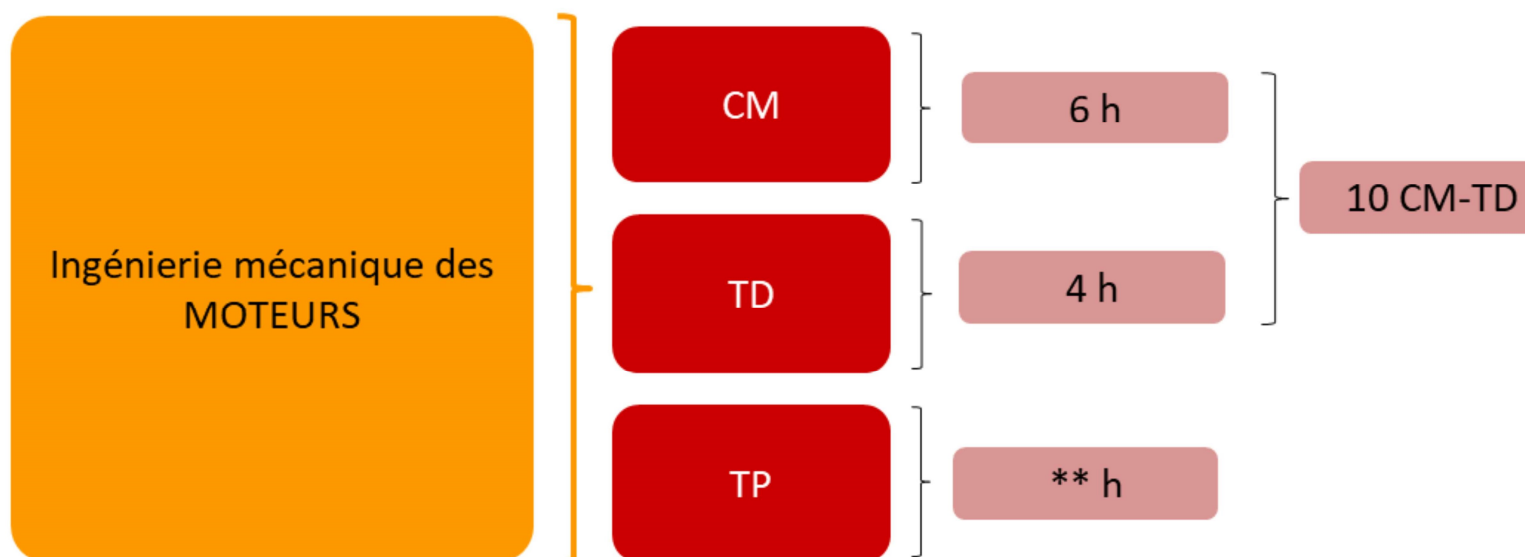 Ingénierie mécanique des
MOTEURS
CM
6 h
10 CM-TD
TD
4 h
TP
** h